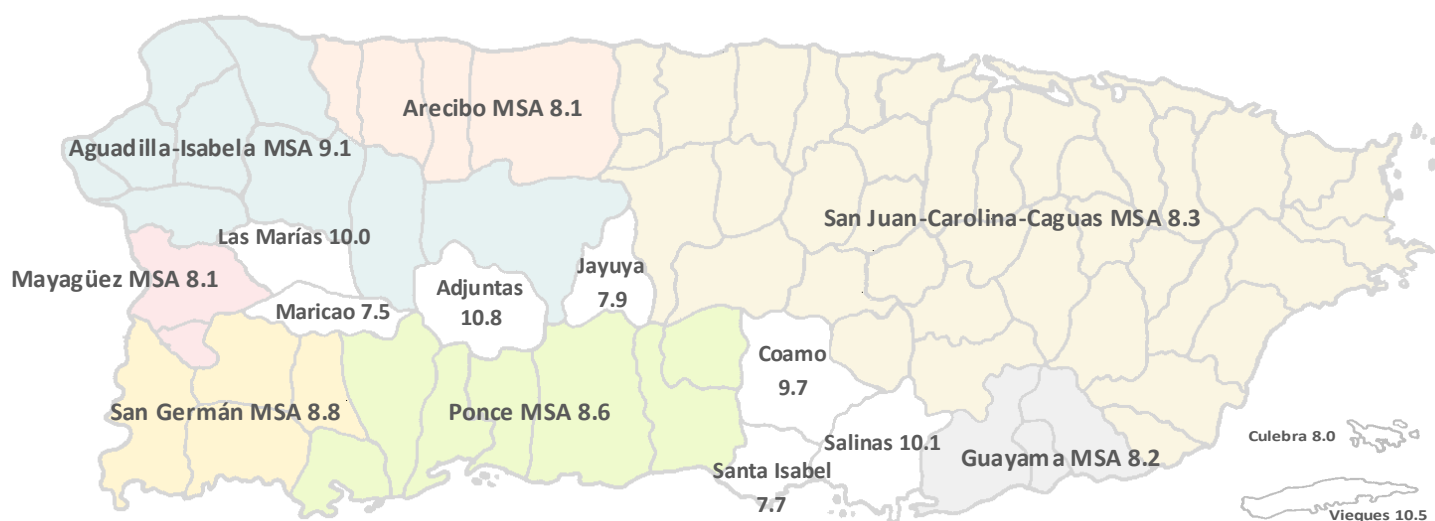 Arecibo MSA 8.1
Aguadilla-Isabela MSA 9.1
San Juan-Carolina-Caguas MSA 8.3
Las Marías 10.0
Mayagüez MSA 8.1
Jayuya
7.9
Adjuntas
10.8
Maricao 7.5
Coamo
9.7
San Germán MSA 8.8
Ponce MSA 8.6
Salinas 10.1
Culebra 8.0
Guayama MSA 8.2
Santa Isabel
7.7
Vieques 10.5